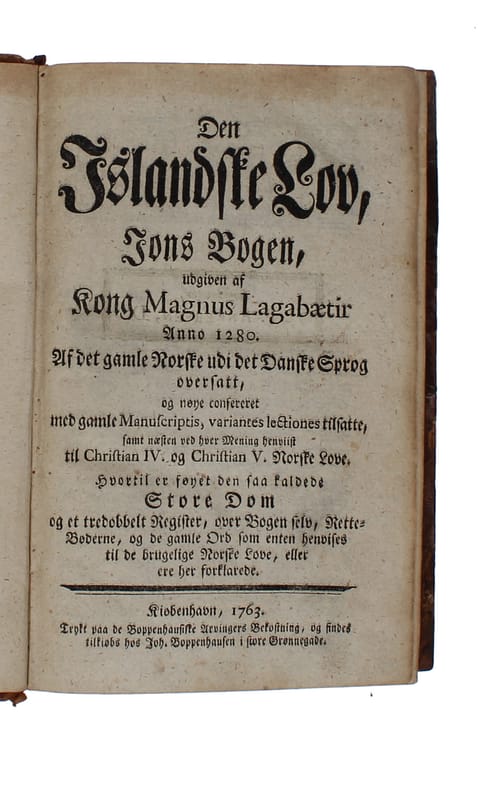 Den
Islandske Lov,
Jons Bogen,
udgiven af
Kong Magnus Lagabætir
Anno 1280.
Af det gamle Norske udi det Danske Sprog
oversatt,
og nøye confereret
med gamle Manuscriptis, variantes lectiones tilsatte,
samt næsten ved hver Mening henviist
til Christian IV. og Christian V. Norske Love.
Hvortil er føyet den saa kaldede
Store Dom
og et tredobbelt Register, over Bogen selv, Rette-
Bøderne, og de gamle Ord som enten henvises
til de brugelige Norske Love, eller
ere her forklarede.
Kiøbenhavn, 1763.
Trykt paa de Boppenhausiske Arvingers Bekostning, og findes
tilkiøbs hos Joh. Boppenhausen i store Grønnegade.